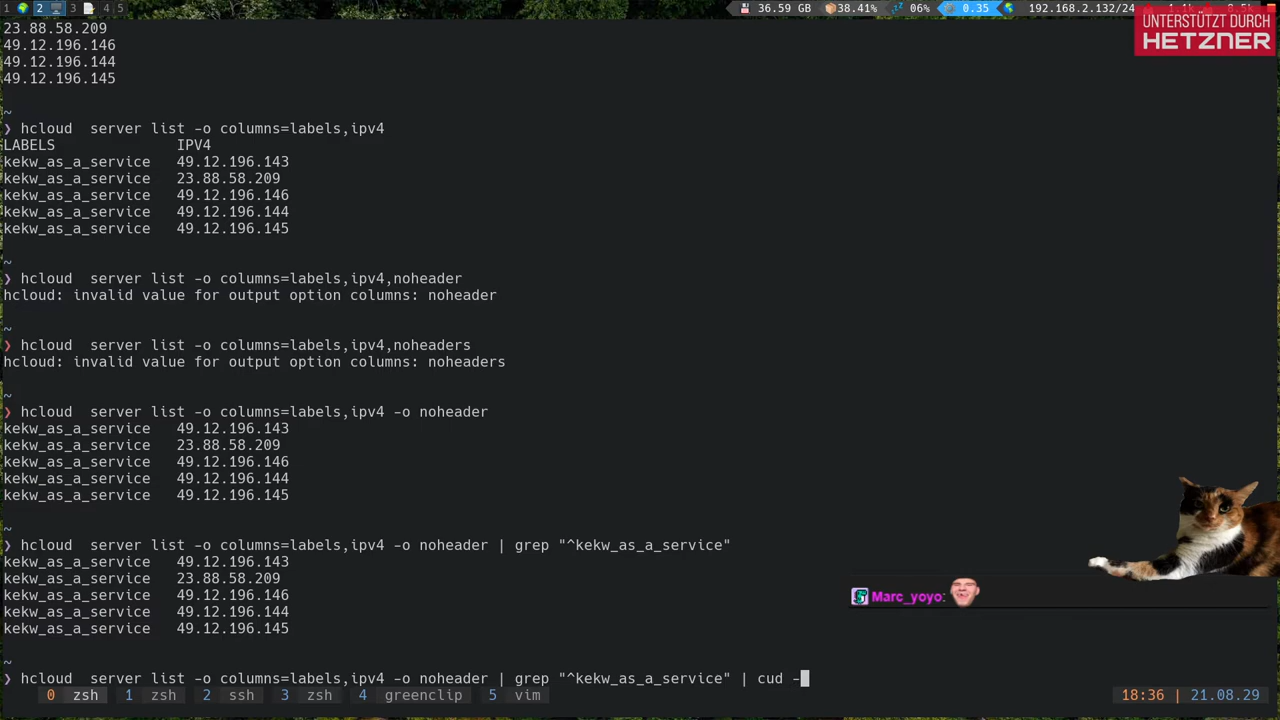 1 2 3 4 5 36.59 GB 38.41% 06% 0.35 192.168.2.132/24 1.1k 8.5k
UNTERSTÜTZT DURCH
HETZNER
23.88.58.209
49.12.196.146
49.12.196.144
49.12.196.145
~
❯ hcloud  server list -o columns=labels,ipv4
LABELS IPV4
kekw_as_a_service 49.12.196.143
kekw_as_a_service 23.88.58.209
kekw_as_a_service 49.12.196.146
kekw_as_a_service 49.12.196.144
kekw_as_a_service 49.12.196.145
~
❯ hcloud  server list -o columns=labels,ipv4,noheader
hcloud: invalid value for output option columns: noheader
~
❯ hcloud  server list -o columns=labels,ipv4,noheaders
hcloud: invalid value for output option columns: noheaders
~
❯ hcloud  server list -o columns=labels,ipv4 -o noheader
kekw_as_a_service 49.12.196.143
kekw_as_a_service 23.88.58.209
kekw_as_a_service 49.12.196.146
kekw_as_a_service 49.12.196.144
kekw_as_a_service 49.12.196.145
~
❯ hcloud  server list -o columns=labels,ipv4 -o noheader | grep "^kekw_as_a_service"
kekw_as_a_service 49.12.196.143
kekw_as_a_service 23.88.58.209
kekw_as_a_service 49.12.196.146
kekw_as_a_service 49.12.196.144
kekw_as_a_service 49.12.196.145
Marc_yoyo:
~
❯ hcloud  server list -o columns=labels,ipv4 -o noheader | grep "^kekw_as_a_service" | cud -
0 zsh 1 zsh 2 ssh 3 zsh 4 greenclip 5 vim 18:36 | 21.08.29